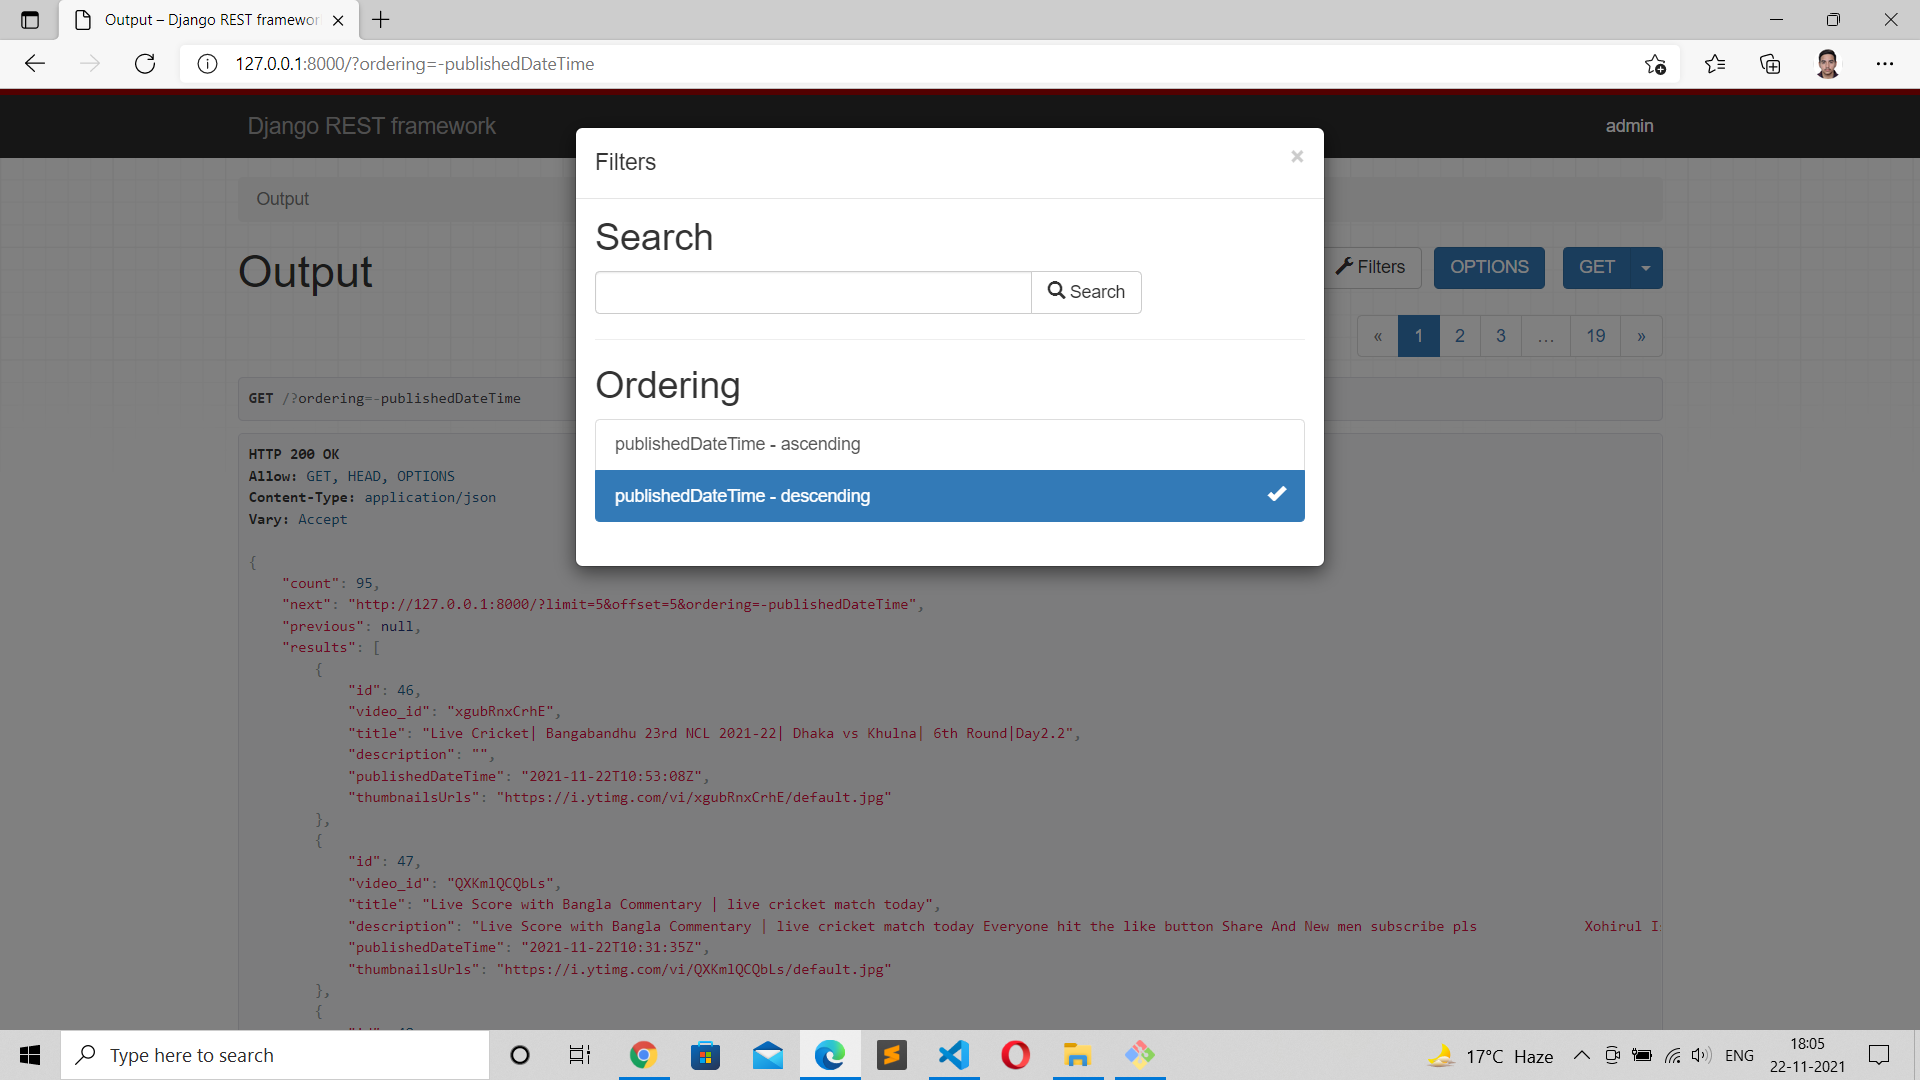 Output – Django REST framewor
127.0.0.1:8000/?ordering=-publishedDateTime
Django REST framework
admin
Filters
×
Search
Search
Ordering
publishedDateTime - ascending
publishedDateTime - descending
Output
Output
Filters
OPTIONS
GET
« 1 2 3 … 19 »
GET /?ordering=-publishedDateTime
HTTP 200 OK
Allow: GET, HEAD, OPTIONS
Content-Type: application/json
Vary: Accept
{
"count": 95,
"next": "http://127.0.0.1:8000/?limit=5&offset=5&ordering=-publishedDateTime",
"previous": null,
"results": [
{
"id": 46,
"video_id": "xgubRnxCrhE",
"title": "Live Cricket| Bangabandhu 23rd NCL 2021-22| Dhaka vs Khulna| 6th Round|Day2.2",
"description": "",
"publishedDateTime": "2021-11-22T10:53:08Z",
"thumbnailsUrls": "https://i.ytimg.com/vi/xgubRnxCrhE/default.jpg"
},
{
"id": 47,
"video_id": "QXKmlQCQbLs",
"title": "Live Score with Bangla Commentary | live cricket match today",
"description": "Live Score with Bangla Commentary | live cricket match today Everyone hit the like button Share And New men subscribe pls Xohirul
"publishedDateTime": "2021-11-22T10:31:35Z",
"thumbnailsUrls": "https://i.ytimg.com/vi/QXKmlQCQbLs/default.jpg"
},
{
Type here to search
17°C Haze
ENG
18:05
22-11-2021